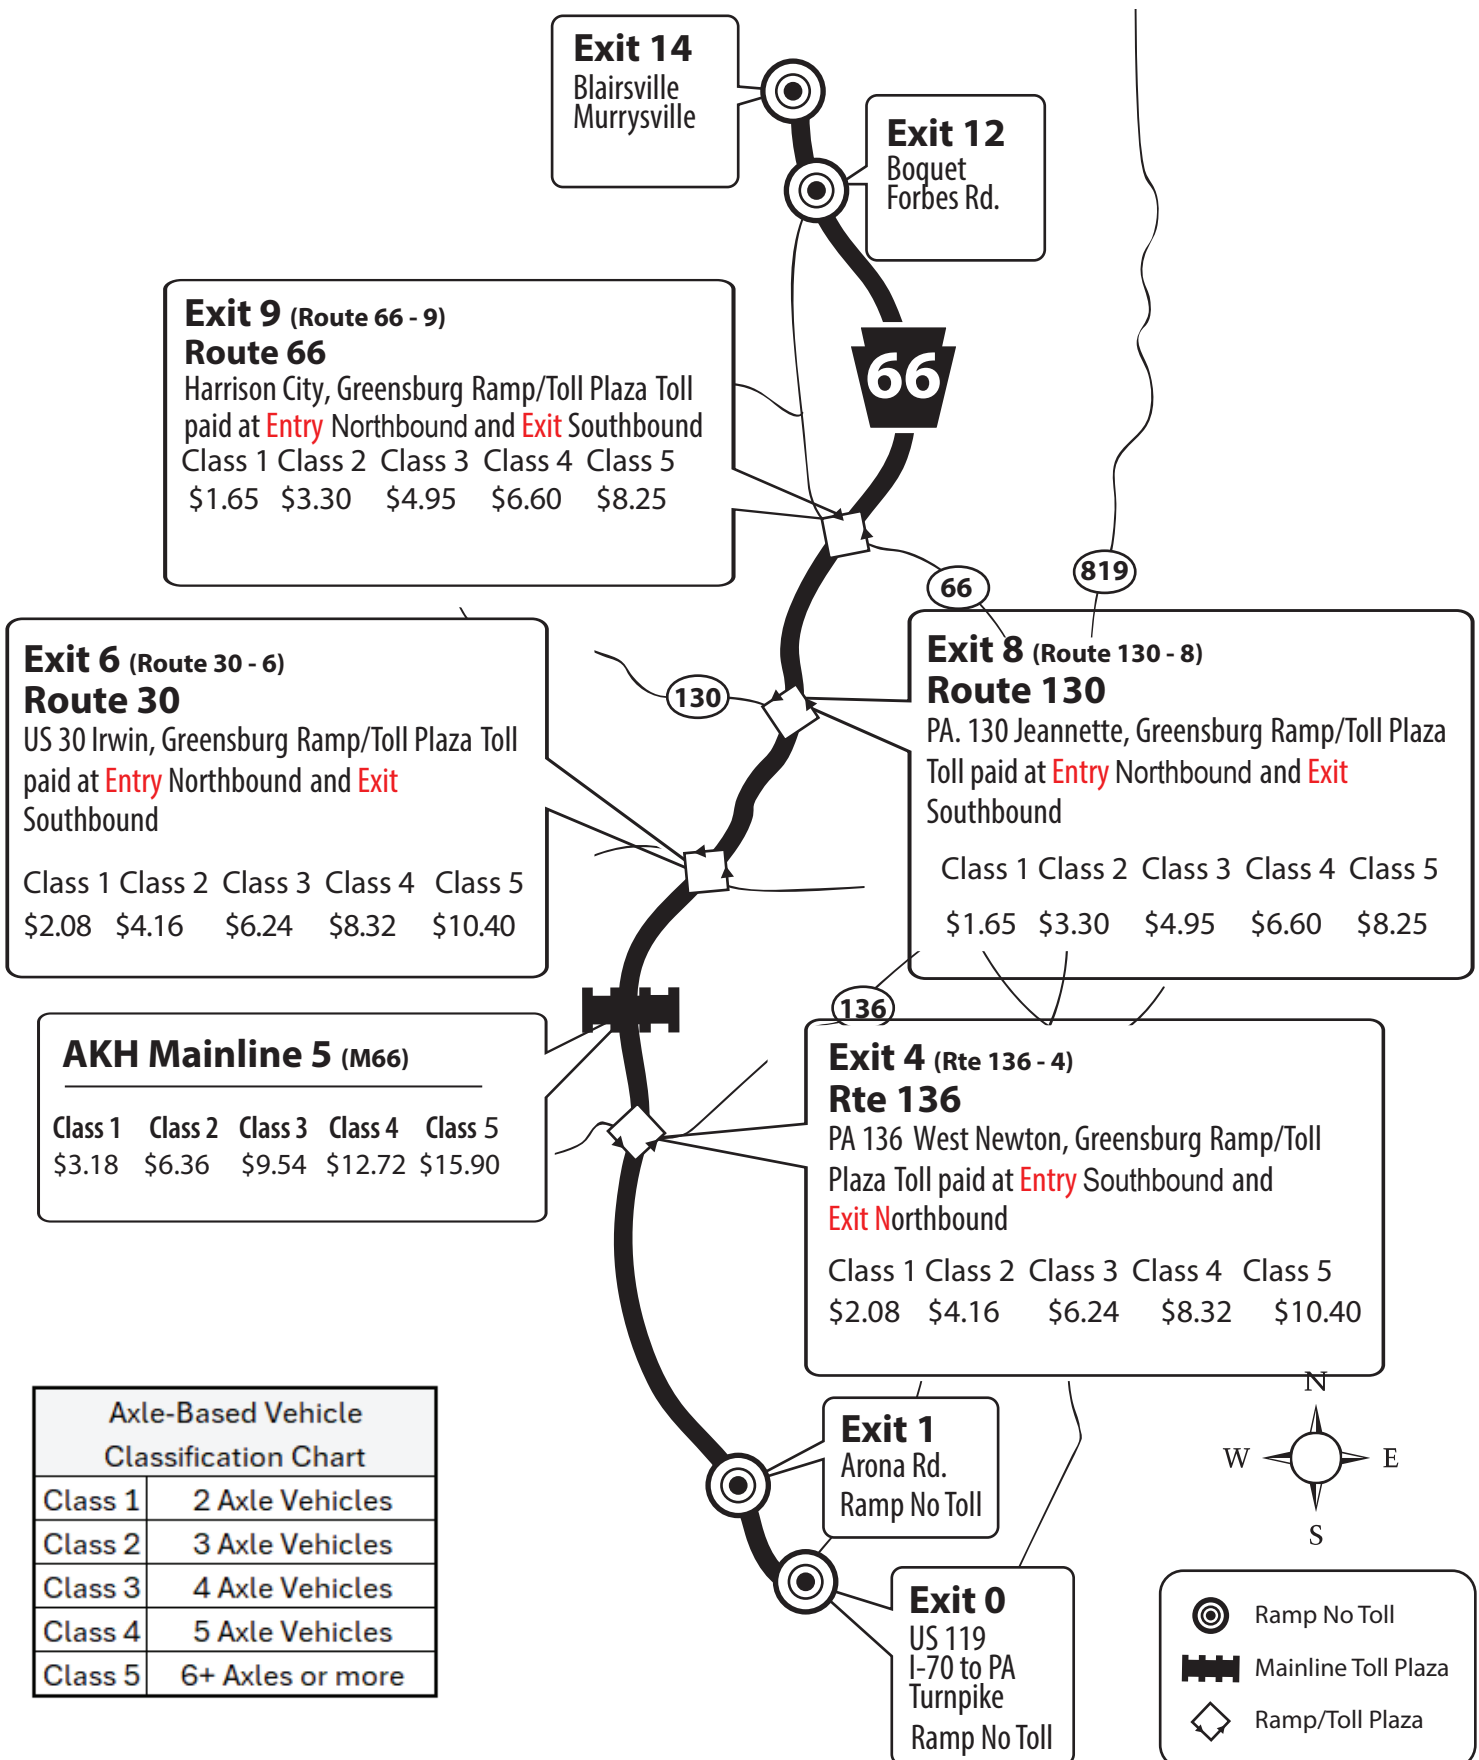 Exit 14
Blairsville
Murrysville
Exit 12
Boquet
Forbes Rd.
Exit 9 (Route 66 - 9)
Route 66
Harrison City, Greensburg Ramp/Toll Plaza Toll
paid at Entry Northbound and Exit Southbound
Class 1 Class 2 Class 3 Class 4 Class 5
$1.65 $3.30 $4.95 $6.60 $8.25
66
66
819
Exit 6 (Route 30 - 6)
Route 30
US 30 Irwin, Greensburg Ramp/Toll Plaza Toll
paid at Entry Northbound and Exit
Southbound
Class 1 Class 2 Class 3 Class 4 Class 5
$2.08 $4.16 $6.24 $8.32 $10.40
130
Exit 8 (Route 130 - 8)
Route 130
PA. 130 Jeannette, Greensburg Ramp/Toll Plaza
Toll paid at Entry Northbound and Exit
Southbound
Class 1 Class 2 Class 3 Class 4 Class 5
$1.65 $3.30 $4.95 $6.60 $8.25
136
AKH Mainline 5 (M66)
Class 1 Class 2 Class 3 Class 4 Class 5
$3.18 $6.36 $9.54 $12.72 $15.90
Exit 4 (Rte 136 - 4)
Rte 136
PA 136 West Newton, Greensburg Ramp/Toll
Plaza Toll paid at Entry Southbound and
Exit Northbound
Class 1 Class 2 Class 3 Class 4 Class 5
$2.08 $4.16 $6.24 $8.32 $10.40
Axle-Based Vehicle
Classification Chart
Class 1 2 Axle Vehicles
Class 2 3 Axle Vehicles
Class 3 4 Axle Vehicles
Class 4 5 Axle Vehicles
Class 5 6+ Axles or more
Exit 1
Arona Rd.
Ramp No Toll
Exit 0
US 119
I-70 to PA
Turnpike
Ramp No Toll
N
W E
S
Ramp No Toll
Mainline Toll Plaza
Ramp/Toll Plaza